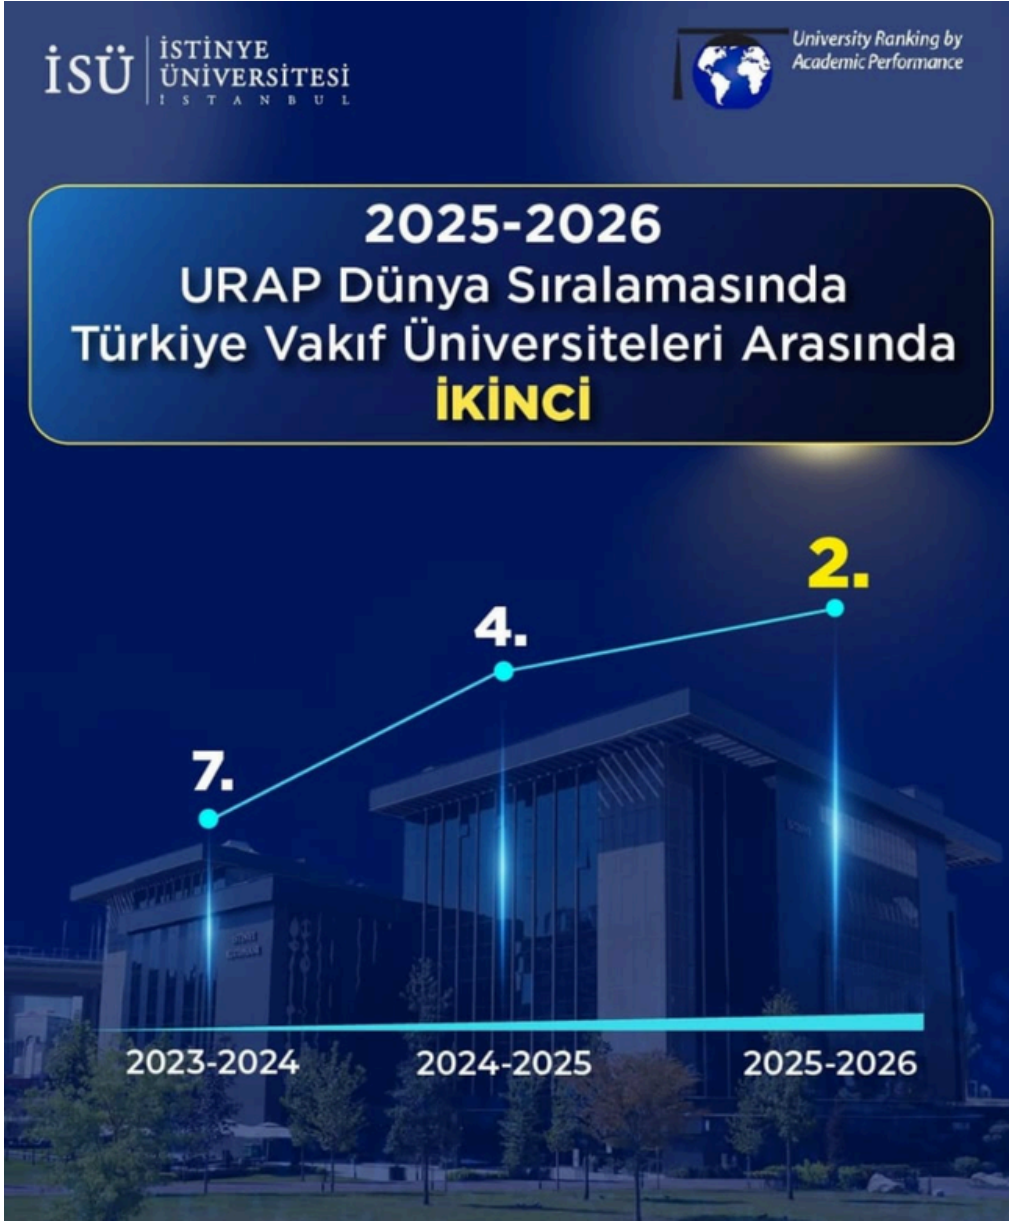 İSÜ
İSTİNYE
ÜNİVERSİTESİ
İSTANBUL
University Ranking by
Academic Performance
2025-2026
URAP Dünya Sıralamasında
Türkiye Vakıf Üniversiteleri Arasında
İKİNCİ
2.
4.
7.
2023-2024
2024-2025
2025-2026